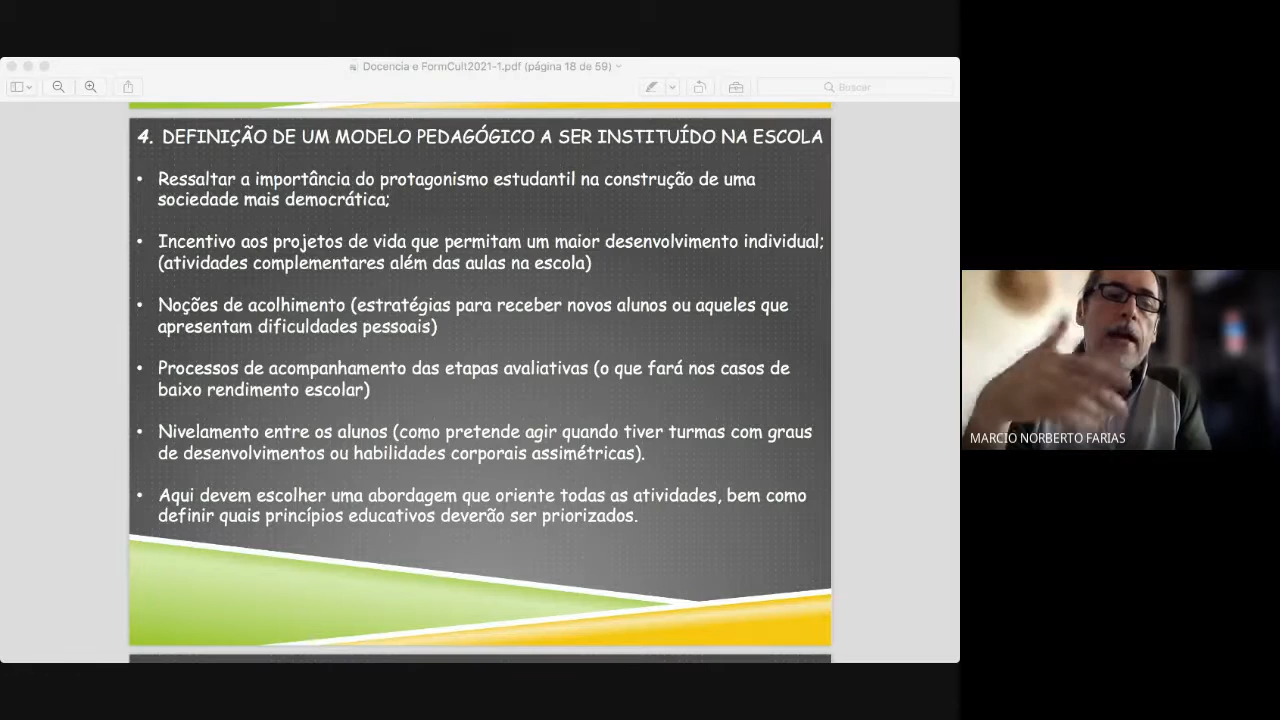 Docencia e FormCult2021-1.pdf (página 18 de 59)
Buscar
4. DEFINIÇÃO DE UM MODELO PEDAGÓGICO A SER INSTITUÍDO NA ESCOLA
• Ressaltar a importância do protagonismo estudantil na construção de uma
sociedade mais democrática;
• Incentivo aos projetos de vida que permitam um maior desenvolvimento individual;
(atividades complementares além das aulas na escola)
• Noções de acolhimento (estratégias para receber novos alunos ou aqueles que
apresentam dificuldades pessoais)
• Processos de acompanhamento das etapas avaliativas (o que fará nos casos de
baixo rendimento escolar)
• Nivelamento entre os alunos (como pretende agir quando tiver turmas com graus
de desenvolvimentos ou habilidades corporais assimétricas).
• Aqui devem escolher uma abordagem que oriente todas as atividades, bem como
definir quais princípios educativos deverão ser priorizados.
MARCIO NORBERTO FARIAS